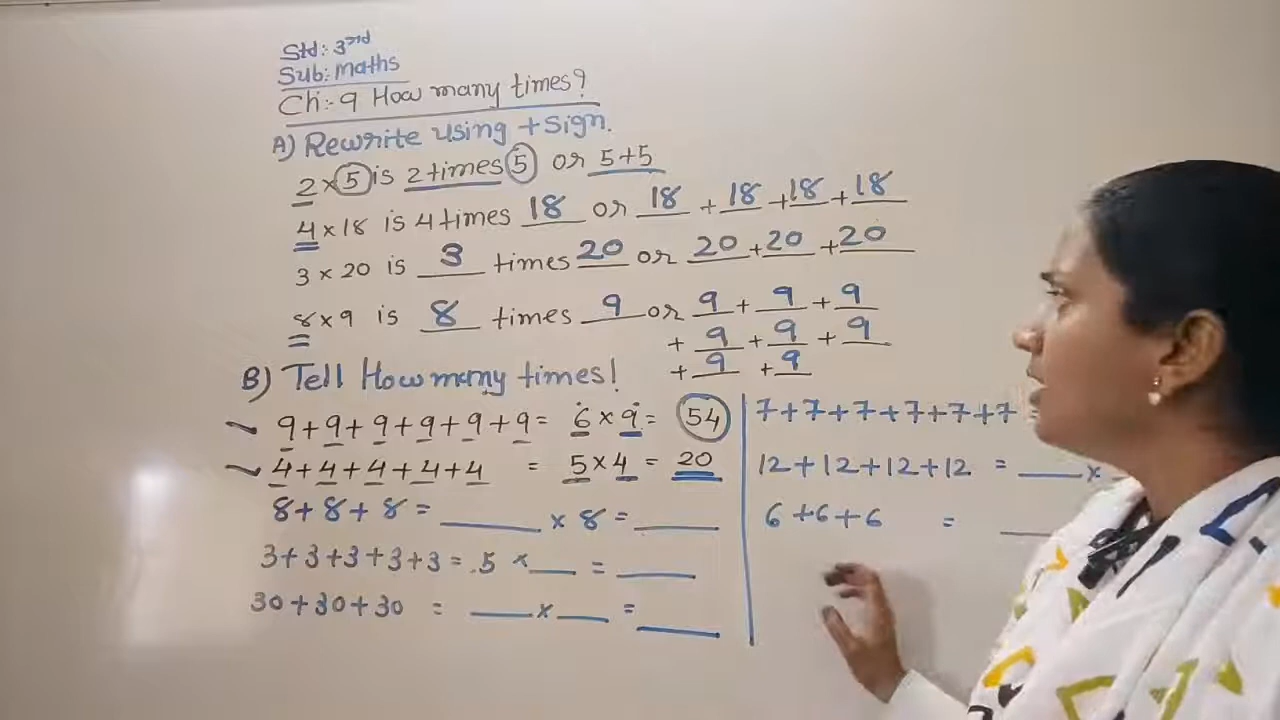 Std:- 3rd
Sub:- Maths
Ch:- 9 How many times?
A) Rewrite using + Sign.
2 × 5 is 2 times 5 or 5+5
4 × 18 is 4 times 18 or 18 + 18 + 18 + 18
3 × 20 is 3 times 20 or 20 + 20 + 20
8 × 9 is 8 times 9 or 9 + 9 + 9
+ 9 + 9 + 9
+ 9 + 9
B) Tell How many times!
9 + 9 + 9 + 9 + 9 + 9 = 6 × 9 = 54
4 + 4 + 4 + 4 + 4 = 5 × 4 = 20
8 + 8 + 8 = ____ × 8 = ____
3 + 3 + 3 + 3 + 3 = 5 × ____ = ____
30 + 30 + 30 = ____ × ____ = ____
7 + 7 + 7 + 7 + 7 + 7 =
12 + 12 + 12 + 12 = ____ ×
6 + 6 + 6 = ____